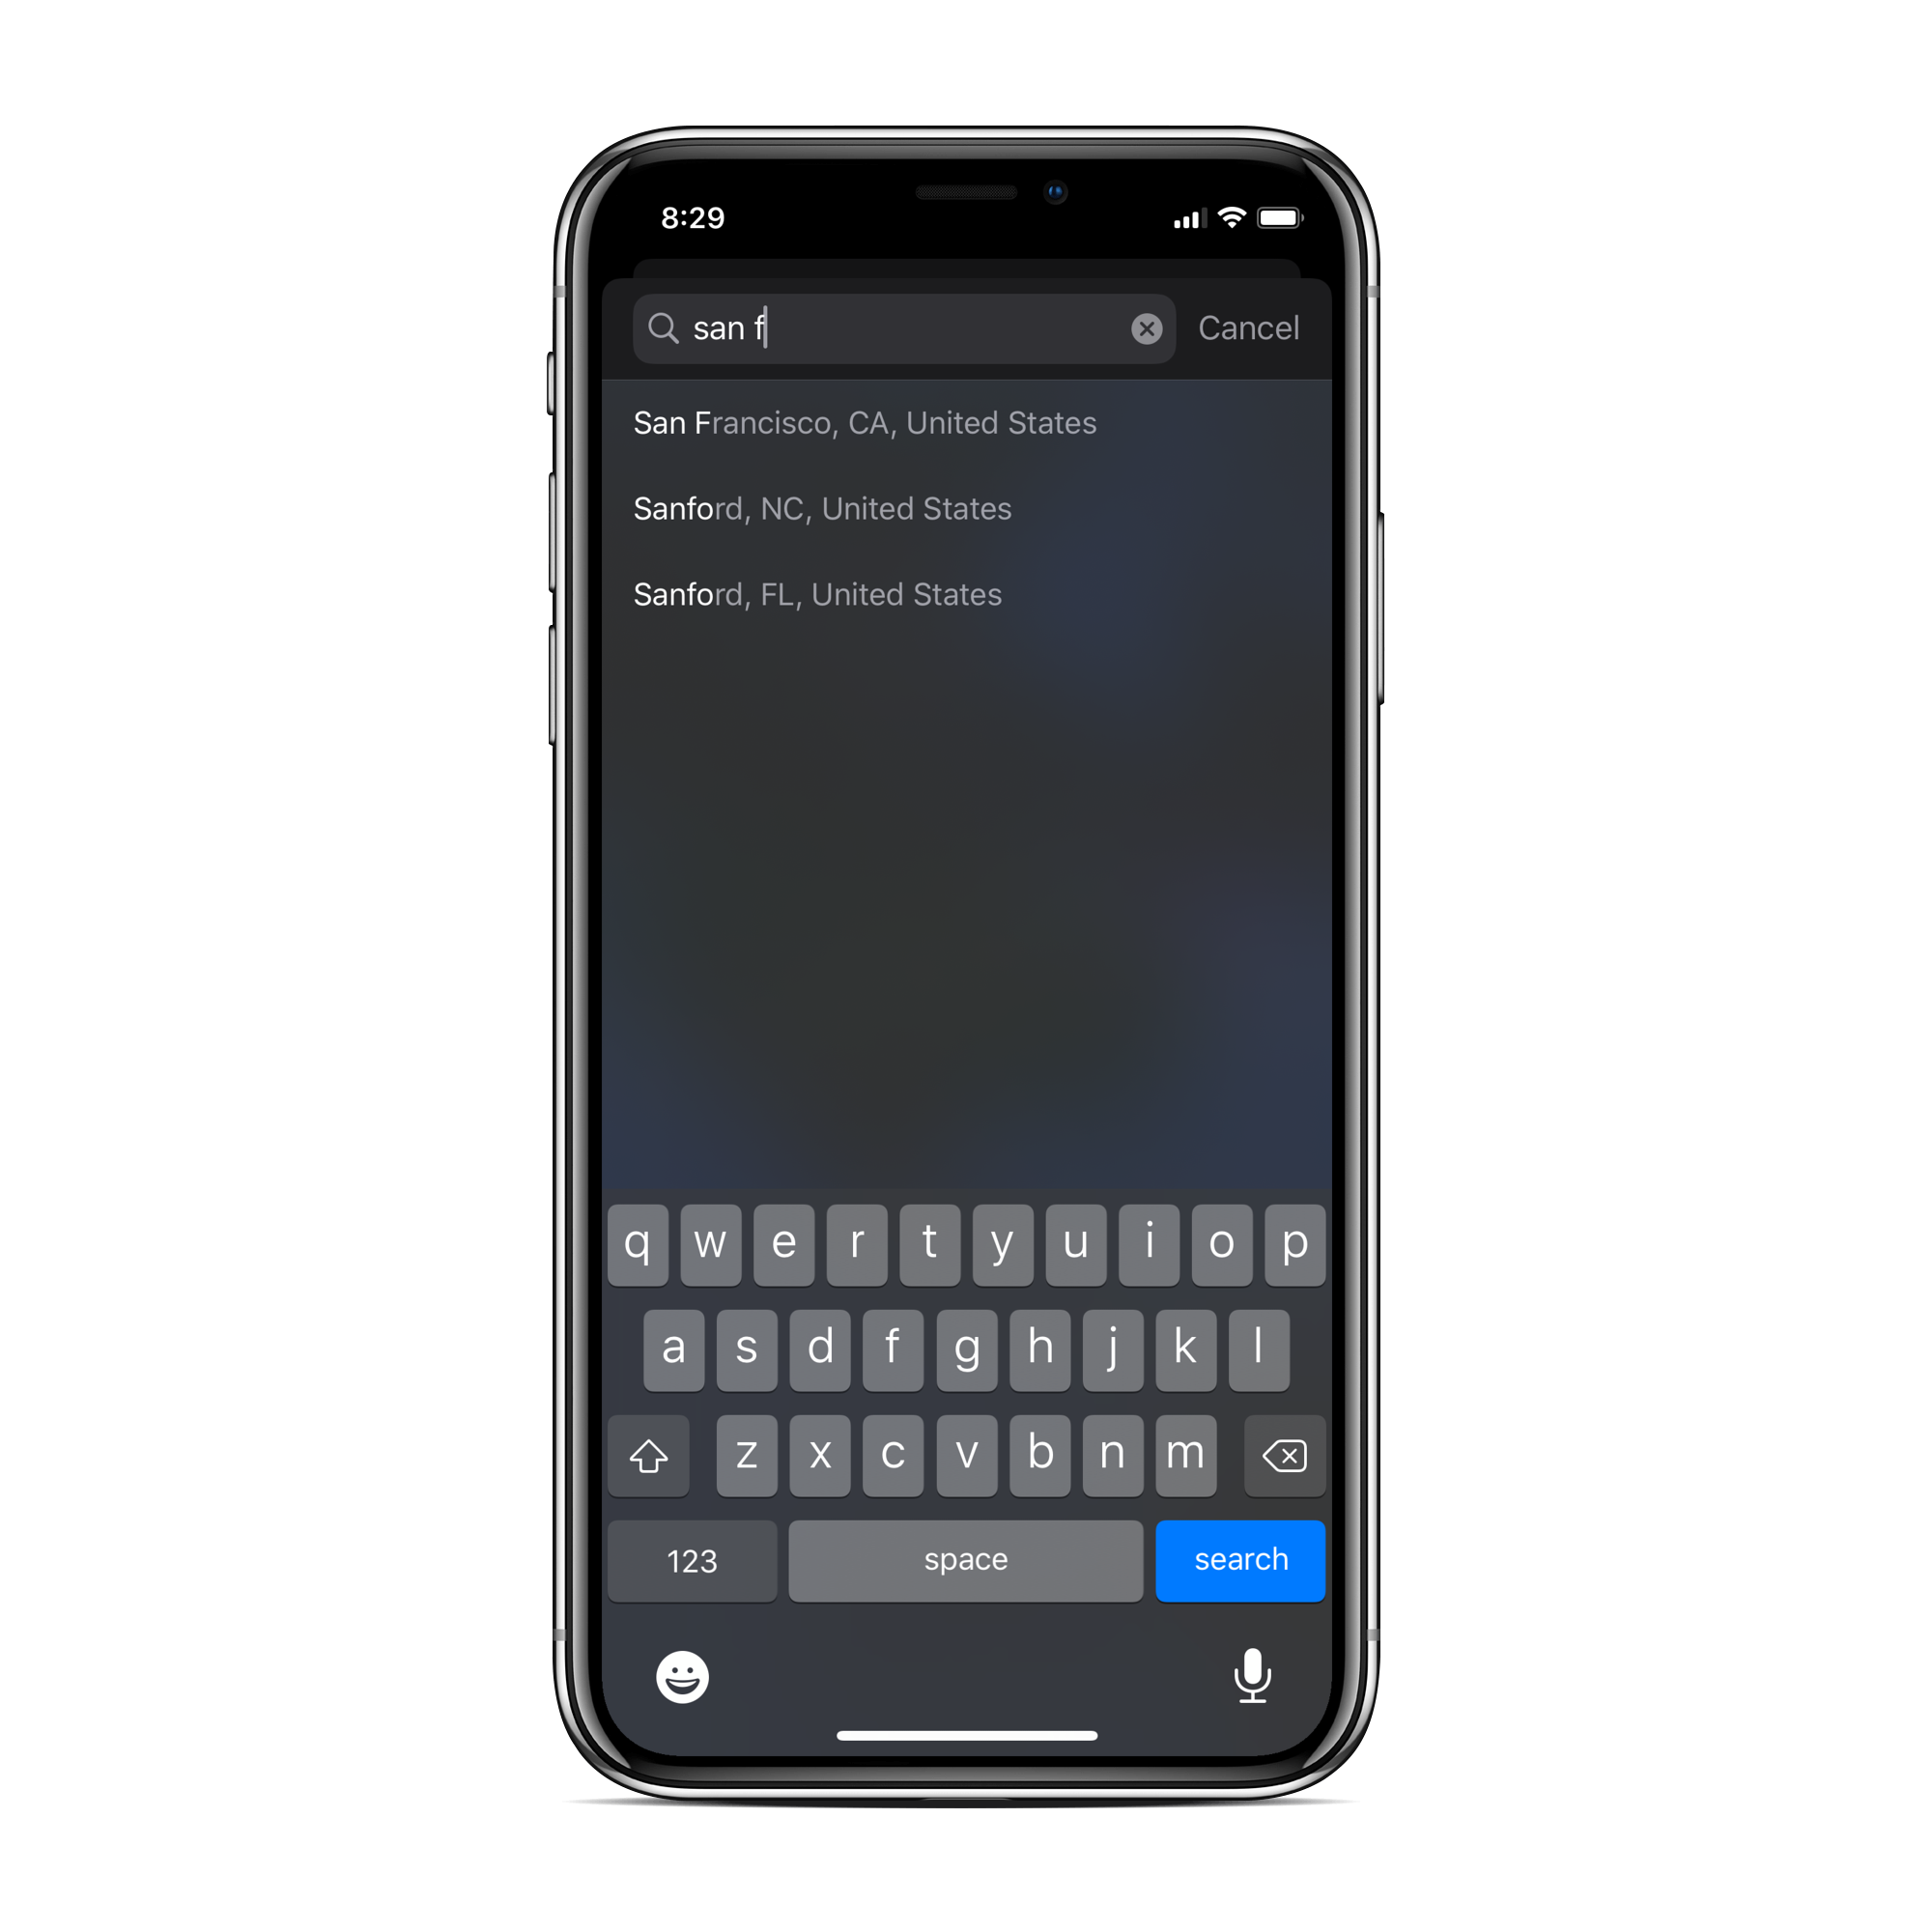 8:29
san f
Cancel
San Francisco, CA, United States
Sanford, NC, United States
Sanford, FL, United States
q w e r t y u i o p
a s d f g h j k l
z x c v b n m
123 space search